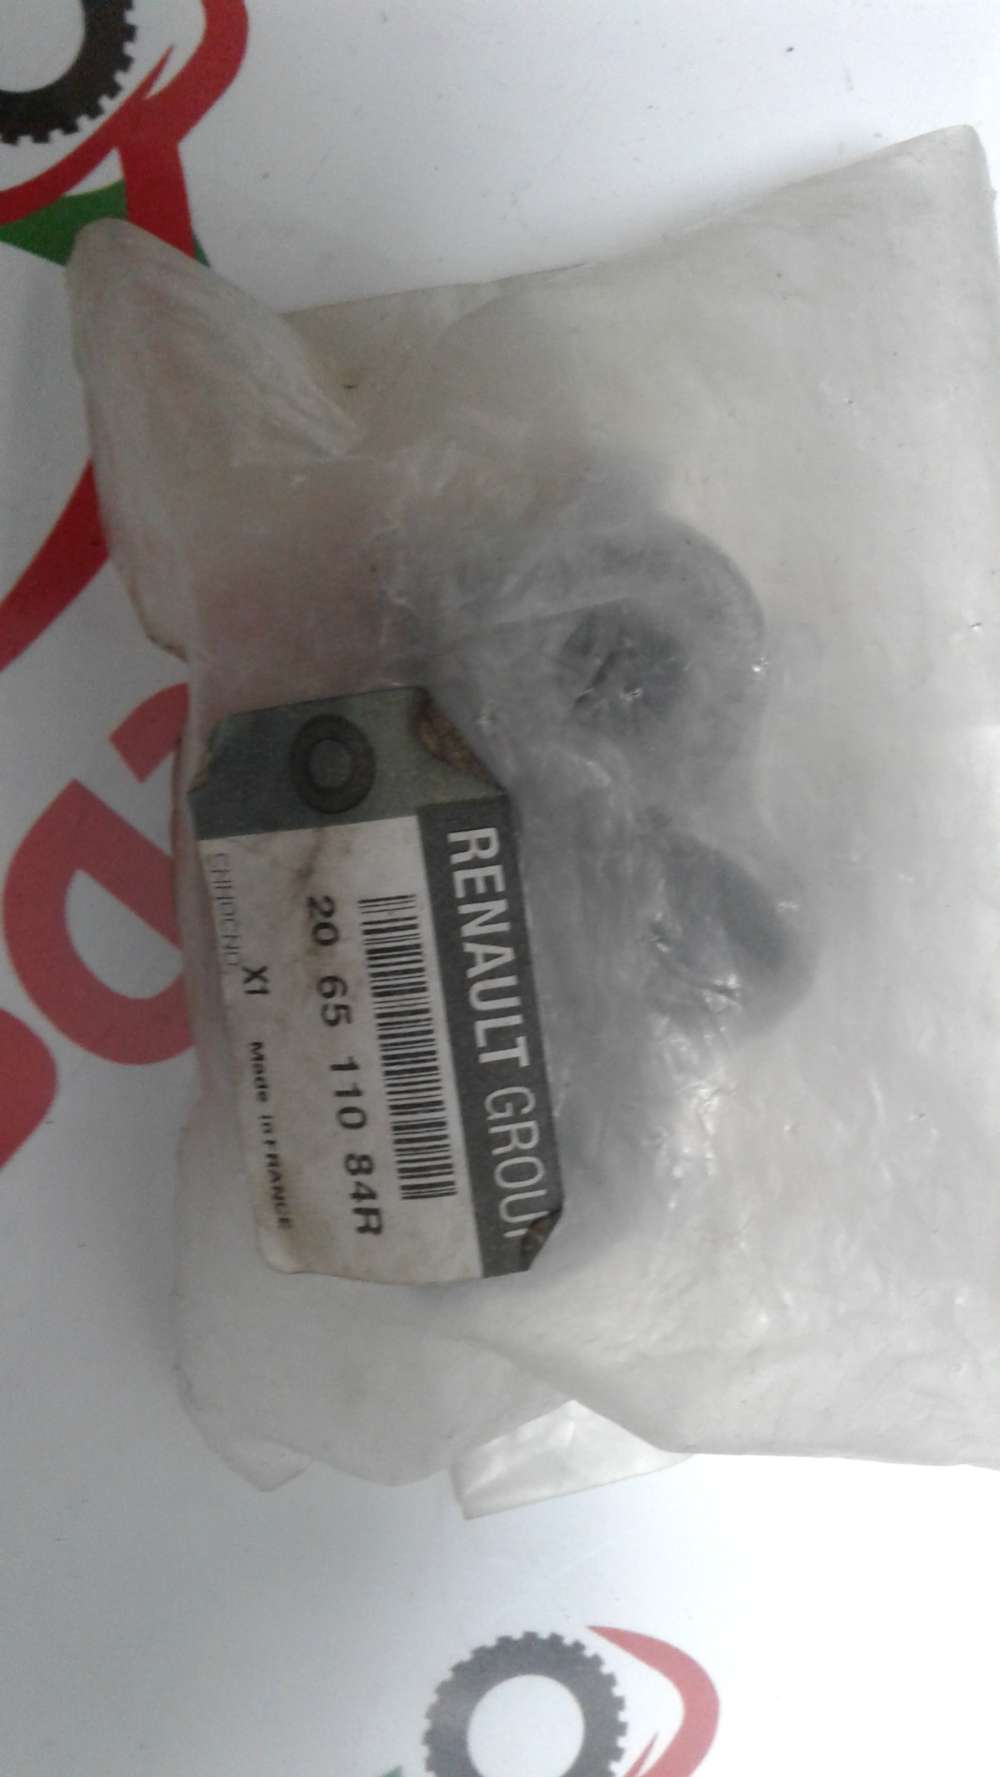 RENAULT GROUP
20 65 110 84R
X1 Made in FRANCE